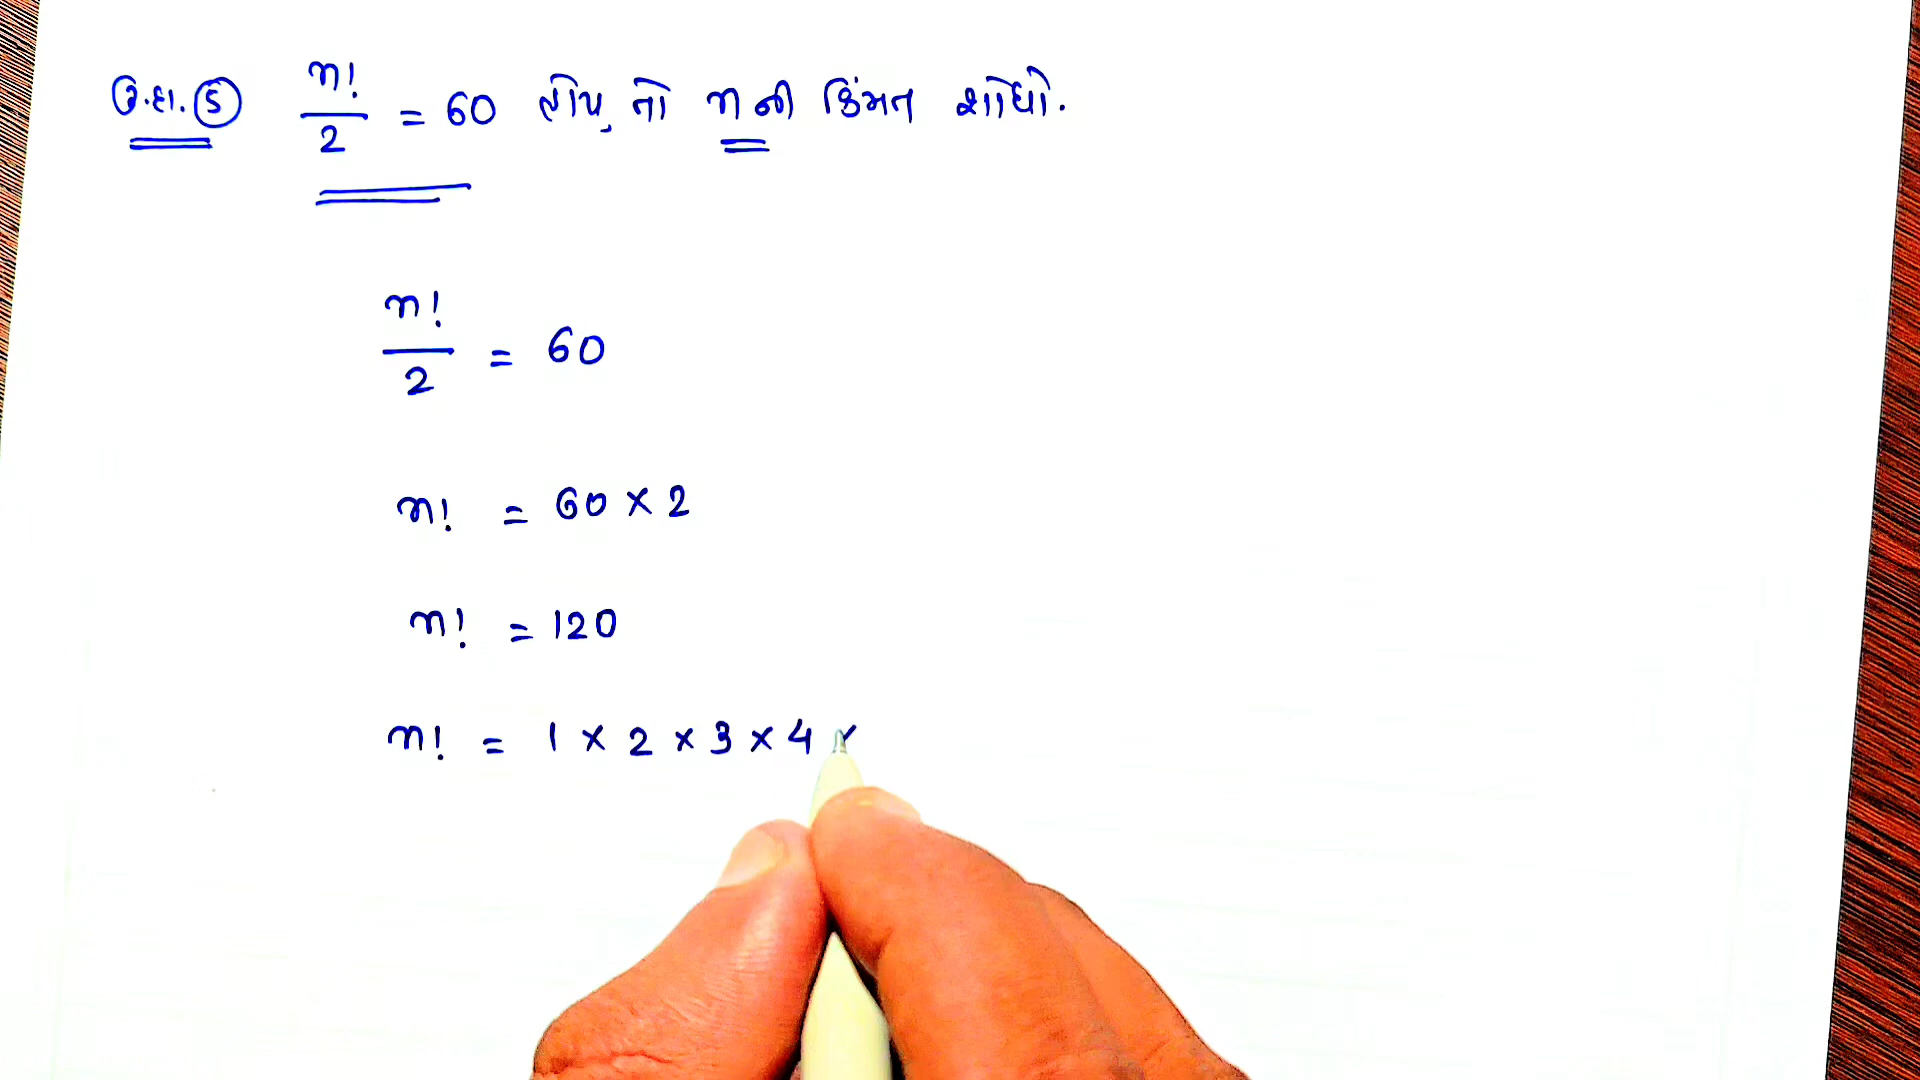 ઉ.દા. 5 n!/2 = 60 હોય, તો n ની કિંમત શોધો.
n!/2 = 60
n! = 60 × 2
n! = 120
n! = 1 × 2 × 3 × 4 ×